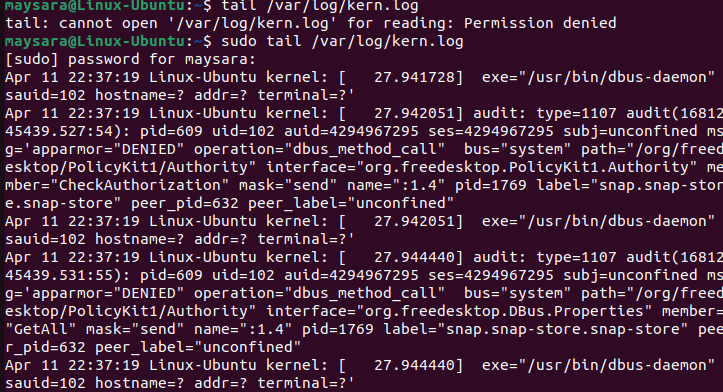 maysara@Linux-Ubuntu:~$ tail /var/log/kern.log
tail: cannot open '/var/log/kern.log' for reading: Permission denied
maysara@Linux-Ubuntu:~$ sudo tail /var/log/kern.log
[sudo] password for maysara:
Apr 11 22:37:19 Linux-Ubuntu kernel: [   27.941728]  exe="/usr/bin/dbus-daemon"
sauid=102 hostname=? addr=? terminal=?'
Apr 11 22:37:19 Linux-Ubuntu kernel: [   27.942051] audit: type=1107 audit(16812
45439.527:54): pid=609 uid=102 auid=4294967295 ses=4294967295 subj=unconfined ms
g='apparmor="DENIED" operation="dbus_method_call"  bus="system" path="/org/freed
esktop/PolicyKit1/Authority" interface="org.freedesktop.PolicyKit1.Authority" me
mber="CheckAuthorization" mask="send" name=":1.4" pid=1769 label="snap.snap-stor
e.snap-store" peer_pid=632 peer_label="unconfined"
Apr 11 22:37:19 Linux-Ubuntu kernel: [   27.942051]  exe="/usr/bin/dbus-daemon"
sauid=102 hostname=? addr=? terminal=?'
Apr 11 22:37:19 Linux-Ubuntu kernel: [   27.944440] audit: type=1107 audit(16812
45439.531:55): pid=609 uid=102 auid=4294967295 ses=4294967295 subj=unconfined ms
g='apparmor="DENIED" operation="dbus_method_call"  bus="system" path="/org/freed
esktop/PolicyKit1/Authority" interface="org.freedesktop.DBus.Properties" member=
"GetAll" mask="send" name=":1.4" pid=1769 label="snap.snap-store.snap-store" pee
r_pid=632 peer_label="unconfined"
Apr 11 22:37:19 Linux-Ubuntu kernel: [   27.944440]  exe="/usr/bin/dbus-daemon"
sauid=102 hostname=? addr=? terminal=?'